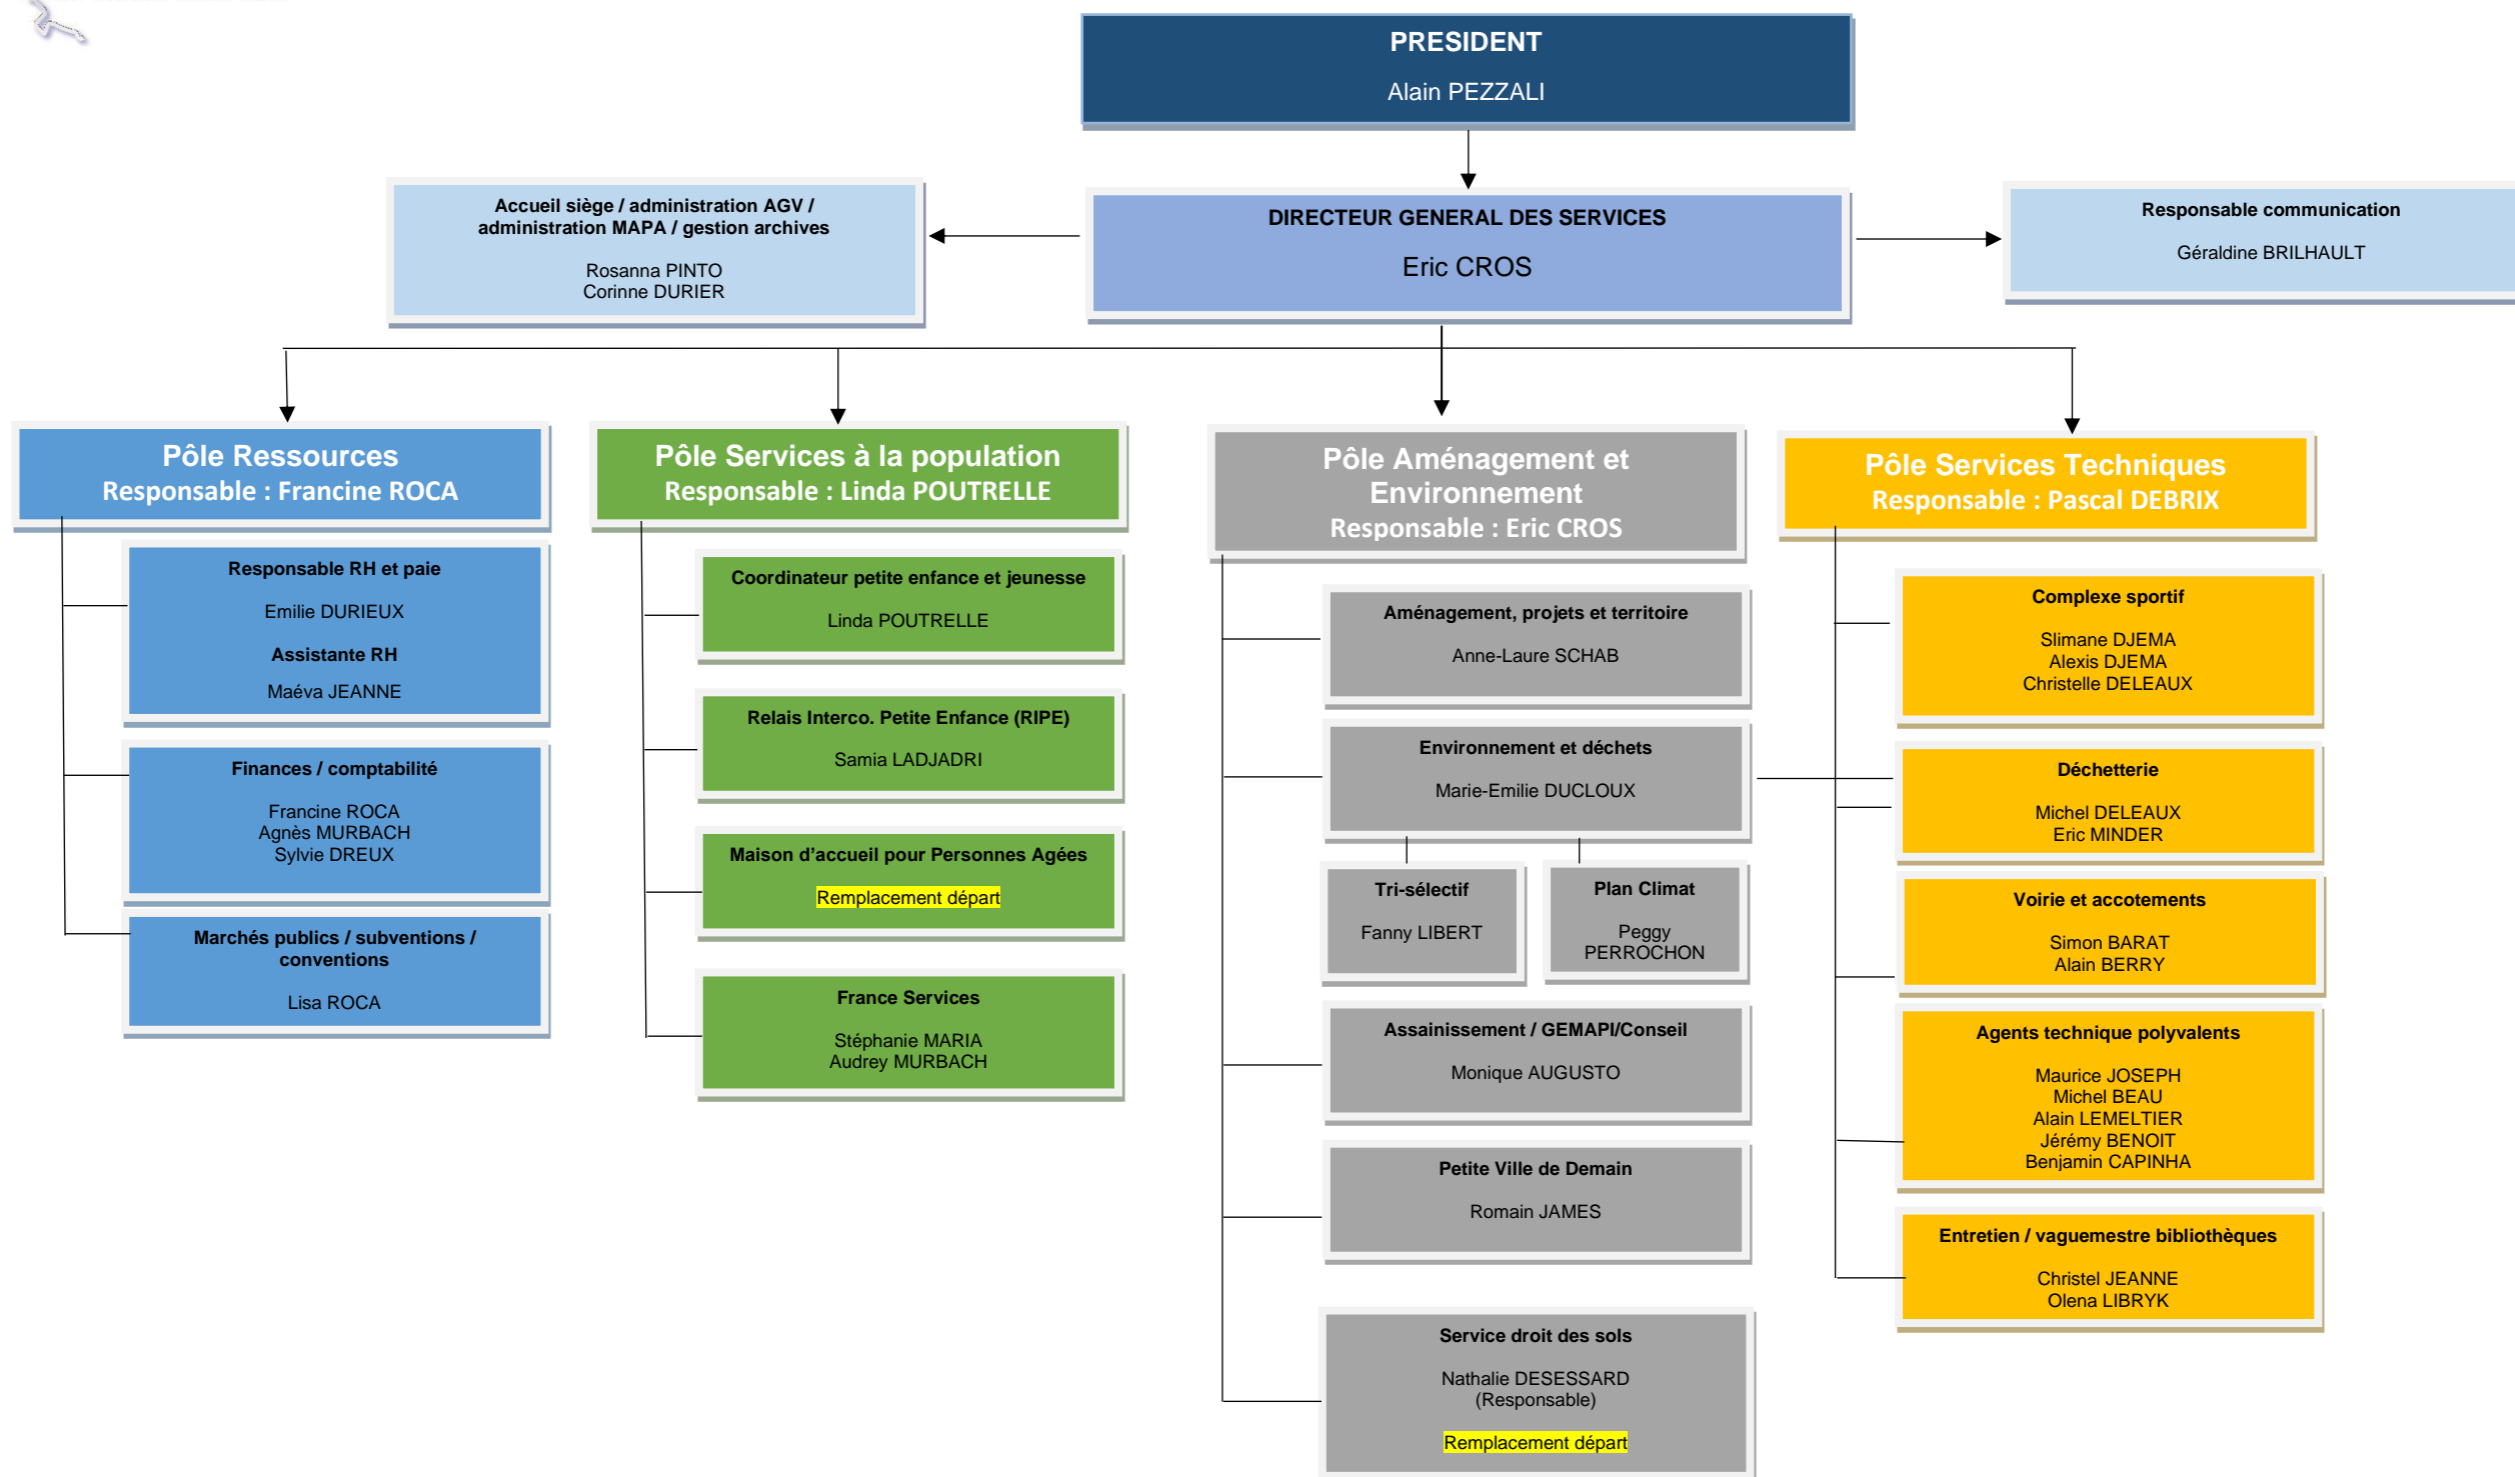 PRESIDENT
Alain PEZZALI
Accueil siège / administration AGV /
administration MAPA / gestion archives
Rosanna PINTO
Corinne DURIER
DIRECTEUR GENERAL DES SERVICES
Eric CROS
Responsable communication
Géraldine BRILHAULT
Pôle Ressources
Responsable : Francine ROCA
Responsable RH et paie
Emilie DURIEUX
Assistante RH
Maéva JEANNE
Finances / comptabilité
Francine ROCA
Agnès MURBACH
Sylvie DREUX
Marchés publics / subventions /
conventions
Lisa ROCA
Pôle Services à la population
Responsable : Linda POUTRELLE
Coordinateur petite enfance et jeunesse
Linda POUTRELLE
Relais Interco. Petite Enfance (RIPE)
Samia LADJADRI
Maison d'accueil pour Personnes Agées
Remplacement départ
France Services
Stéphanie MARIA
Audrey MURBACH
Pôle Aménagement et
Environnement
Responsable : Eric CROS
Aménagement, projets et territoire
Anne-Laure SCHAB
Environnement et déchets
Marie-Emilie DUCLOUX
Tri-sélectif
Fanny LIBERT
Plan Climat
Peggy
PERROCHON
Assainissement / GEMAPI/Conseil
Monique AUGUSTO
Petite Ville de Demain
Romain JAMES
Service droit des sols
Nathalie DESESSARD
(Responsable)
Remplacement départ
Pôle Services Techniques
Responsable : Pascal DEBRIX
Complexe sportif
Slimane DJEMA
Alexis DJEMA
Christelle DELEAUX
Déchetterie
Michel DELEAUX
Eric MINDER
Voirie et accotements
Simon BARAT
Alain BERRY
Agents technique polyvalents
Maurice JOSEPH
Michel BEAU
Alain LEMELTIER
Jérémy BENOIT
Benjamin CAPINHA
Entretien / vaguemestre bibliothèques
Christel JEANNE
Olena LIBRYK